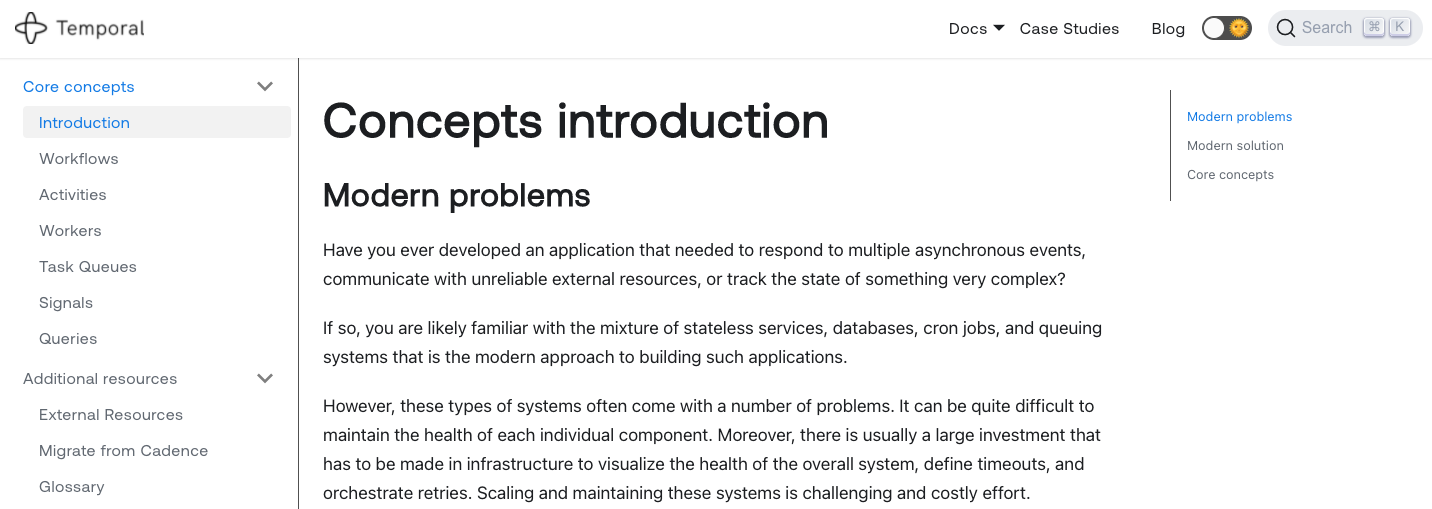 Temporal
Docs
Case Studies
Blog
Search
⌘
K
Core concepts
Introduction
Workflows
Activities
Workers
Task Queues
Signals
Queries
Additional resources
External Resources
Migrate from Cadence
Glossary
Concepts introduction
Modern problems
Have you ever developed an application that needed to respond to multiple asynchronous events,
communicate with unreliable external resources, or track the state of something very complex?
If so, you are likely familiar with the mixture of stateless services, databases, cron jobs, and queuing
systems that is the modern approach to building such applications.
However, these types of systems often come with a number of problems. It can be quite difficult to
maintain the health of each individual component. Moreover, there is usually a large investment that
has to be made in infrastructure to visualize the health of the overall system, define timeouts, and
orchestrate retries. Scaling and maintaining these systems is challenging and costly effort.
Modern problems
Modern solution
Core concepts